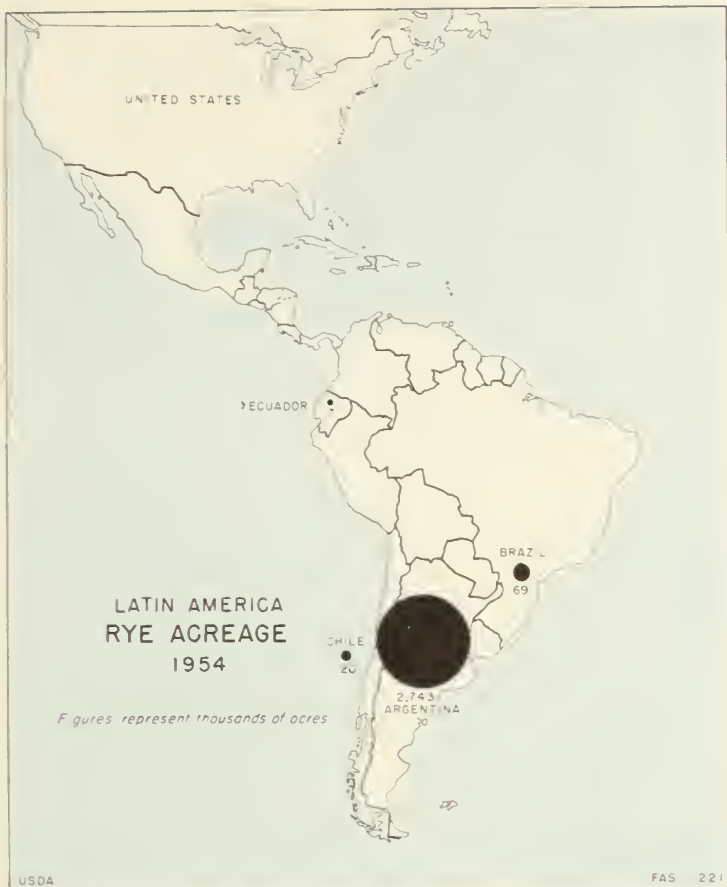 UNITED STATES
ECUADOR
BRAZIL
69
LATIN AMERICA
RYE ACREAGE
1954
CHILE
20
2,743
ARGENTINA
Figures represent thousands of acres
USDA
FAS 221